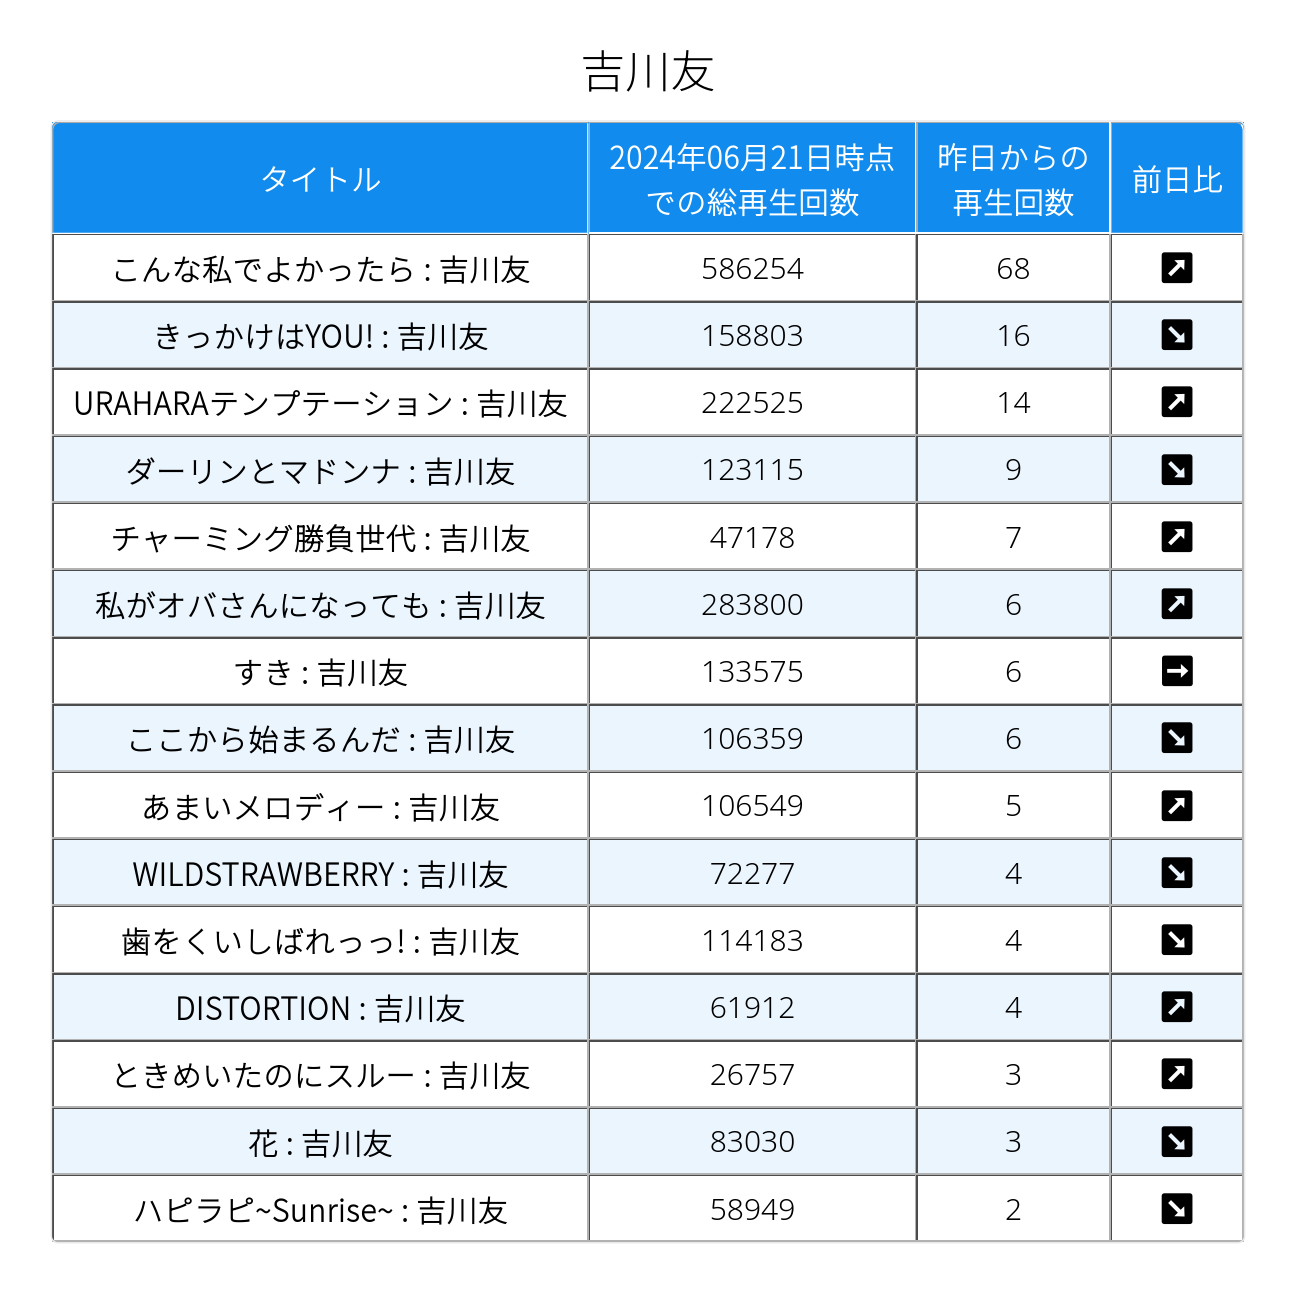 吉川友
タイトル
2024年06月21日時点
での総再生回数
昨日からの
再生回数
前日比
こんな私でよかったら : 吉川友 586254 68
きっかけはYOU! : 吉川友 158803 16
URAHARAテンプテーション : 吉川友 222525 14
ダーリンとマドンナ : 吉川友 123115 9
チャーミング勝負世代 : 吉川友 47178 7
私がオバさんになっても : 吉川友 283800 6
すき : 吉川友 133575 6
ここから始まるんだ : 吉川友 106359 6
あまいメロディー : 吉川友 106549 5
WILDSTRAWBERRY : 吉川友 72277 4
歯をくいしばれっっ! : 吉川友 114183 4
DISTORTION : 吉川友 61912 4
ときめいたのにスルー : 吉川友 26757 3
花 : 吉川友 83030 3
ハピラピ~Sunrise~ : 吉川友 58949 2